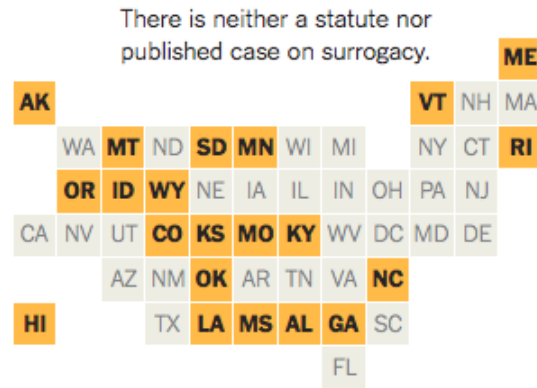 There is neither a statute nor
published case on surrogacy.
ME
AK VT NH MA
WA MT ND SD MN WI MI NY CT RI
OR ID WY NE IA IL IN OH PA NJ
CA NV UT CO KS MO KY WV DC MD DE
AZ NM OK AR TN VA NC
HI TX LA MS AL GA SC
FL